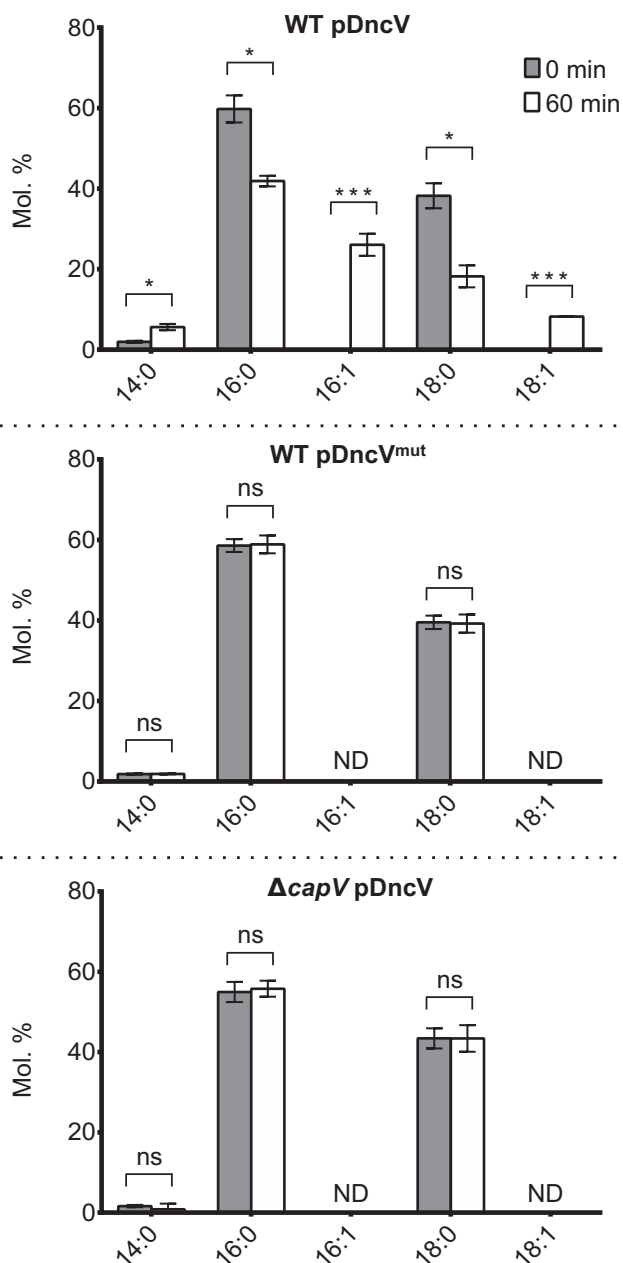 WT pDncV
80
60
40
20
0
Mol. %
0 min
60 min
*
*
***
*
***
14:0 16:0 16:1 18:0 18:1
WT pDncVmut
80
60
40
20
0
Mol. %
ns
ns
ND
ns
ND
14:0 16:0 16:1 18:0 18:1
ΔcapV pDncV
80
60
40
20
0
Mol. %
ns
ns
ND
ns
ND
14:0 16:0 16:1 18:0 18:1